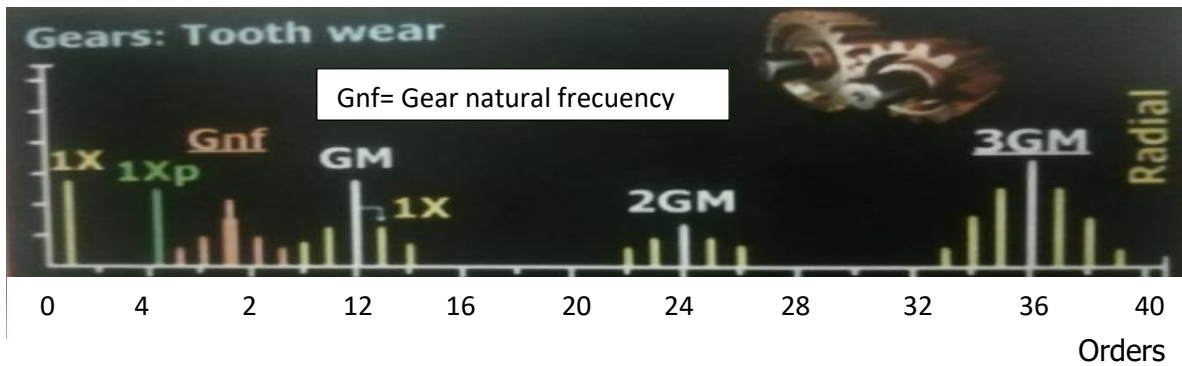 Gears: Tooth wear
Gnf= Gear natural frecuency
Gnf
1X
1Xp
GM
1X
2GM
3GM
Radial
0 4 2 12 16 20 24 28 32 36 40
Orders